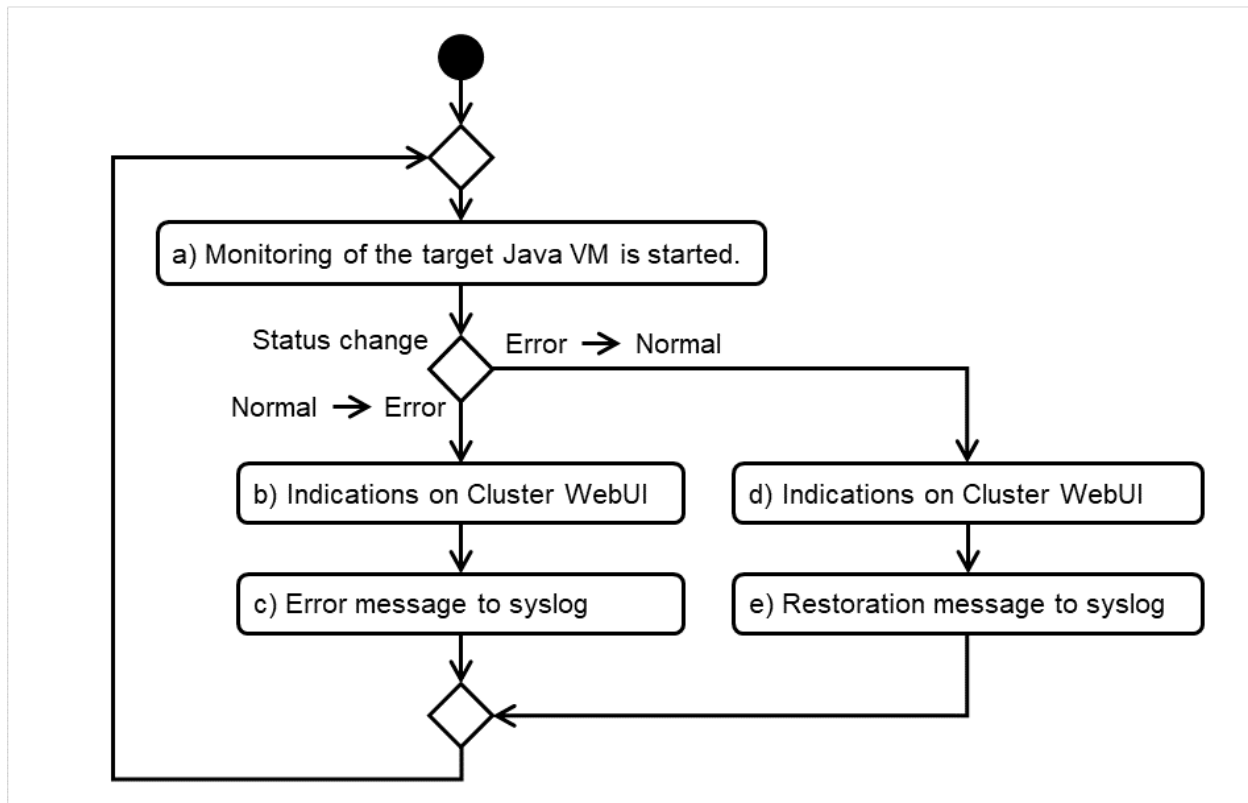 a) Monitoring of the target Java VM is started.
Status change
Error → Normal
Normal → Error
b) Indications on Cluster WebUI
d) Indications on Cluster WebUI
c) Error message to syslog
e) Restoration message to syslog